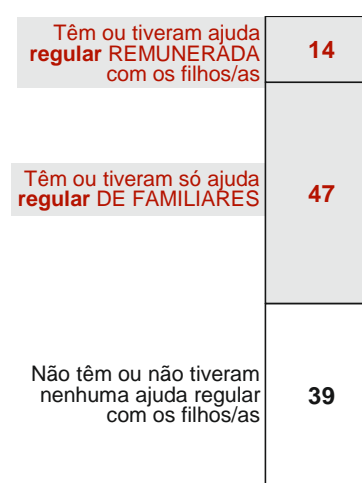 Têm ou tiveram ajuda
regular REMUNERADA
com os filhos/as
14
Têm ou tiveram só ajuda
regular DE FAMILIARES
47
Não têm ou não tiveram
nenhuma ajuda regular
com os filhos/as
39